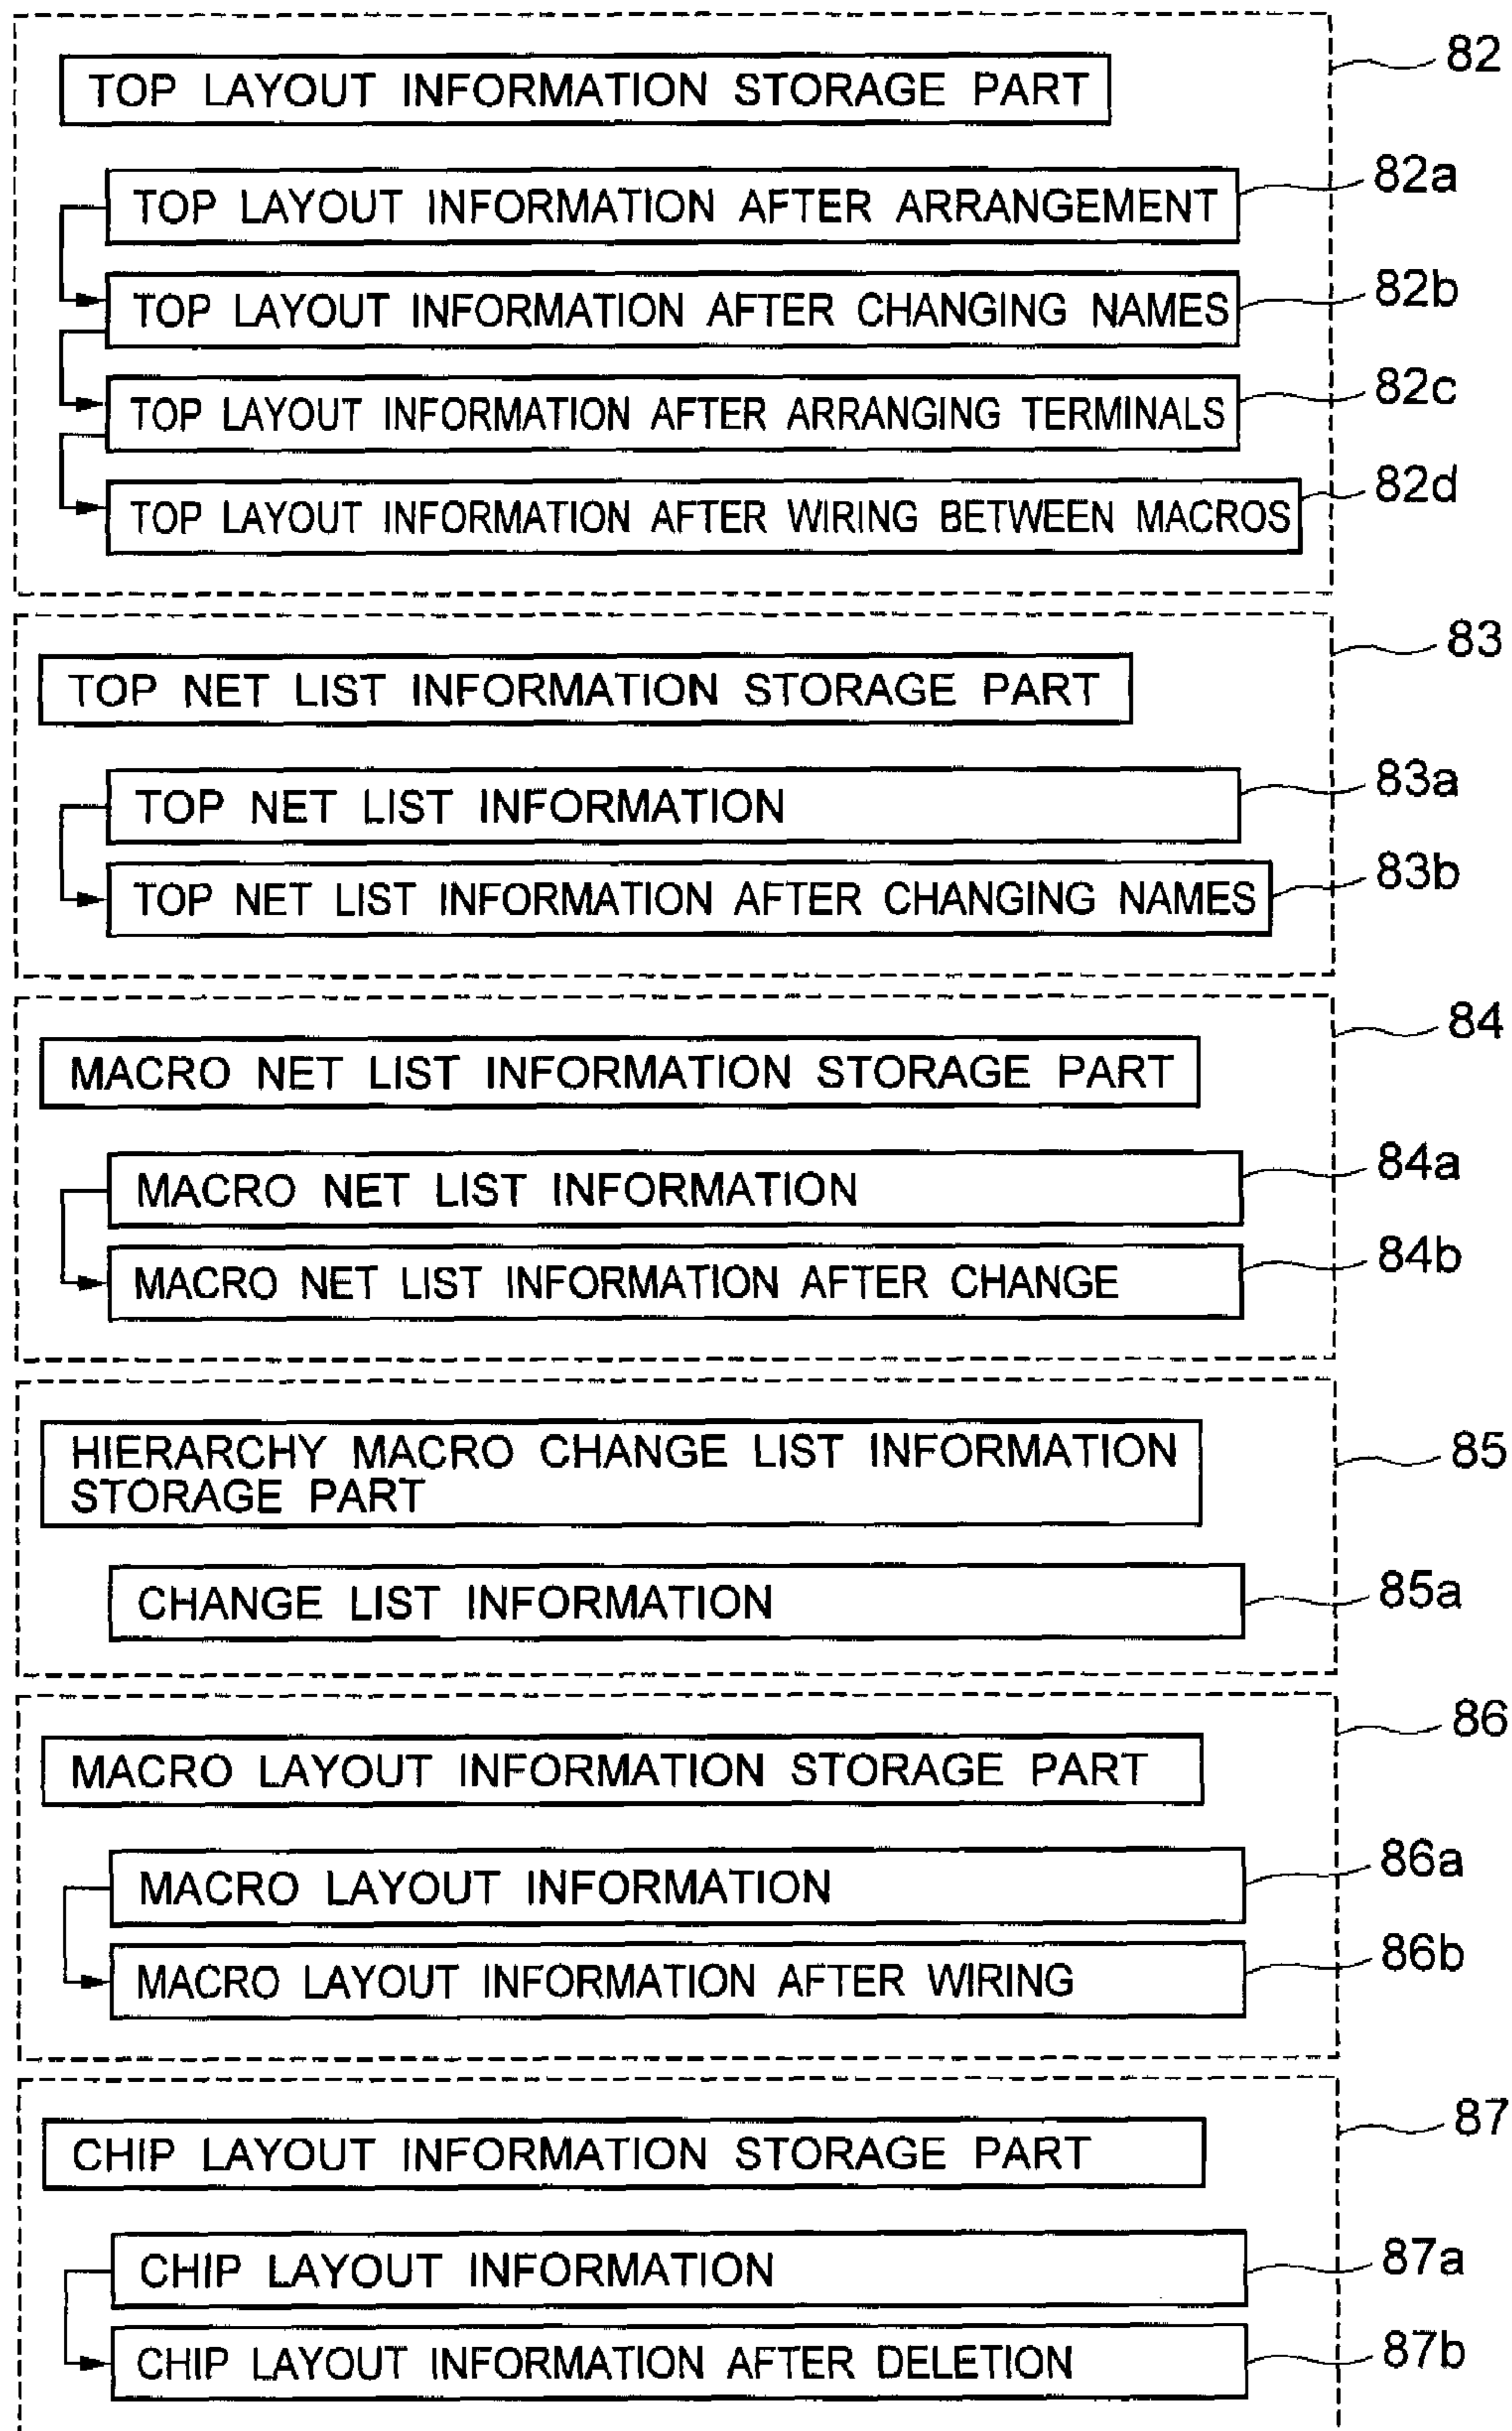 82
TOP LAYOUT INFORMATION STORAGE PART
82a
TOP LAYOUT INFORMATION AFTER ARRANGEMENT
82b
TOP LAYOUT INFORMATION AFTER CHANGING NAMES
82c
TOP LAYOUT INFORMATION AFTER ARRANGING TERMINALS
82d
TOP LAYOUT INFORMATION AFTER WIRING BETWEEN MACROS
83
TOP NET LIST INFORMATION STORAGE PART
83a
TOP NET LIST INFORMATION
83b
TOP NET LIST INFORMATION AFTER CHANGING NAMES
84
MACRO NET LIST INFORMATION STORAGE PART
84a
MACRO NET LIST INFORMATION
84b
MACRO NET LIST INFORMATION AFTER CHANGE
85
HIERARCHY MACRO CHANGE LIST INFORMATION
STORAGE PART
85a
CHANGE LIST INFORMATION
86
MACRO LAYOUT INFORMATION STORAGE PART
86a
MACRO LAYOUT INFORMATION
86b
MACRO LAYOUT INFORMATION AFTER WIRING
87
CHIP LAYOUT INFORMATION STORAGE PART
87a
CHIP LAYOUT INFORMATION
87b
CHIP LAYOUT INFORMATION AFTER DELETION